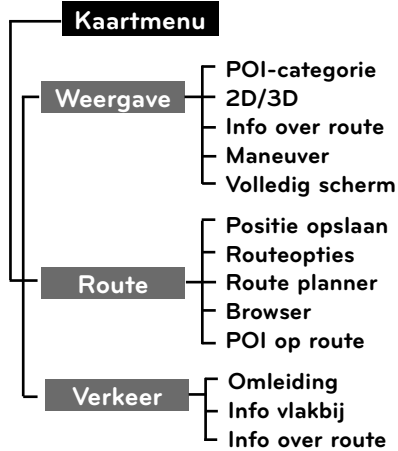 Kaartmenu
Weergave
POI-categorie
2D/3D
Info over route
Maneuver
Volledig scherm
Route
Positie opslaan
Routeopties
Route planner
Browser
POI op route
Verkeer
Omleiding
Info vlakbij
Info over route